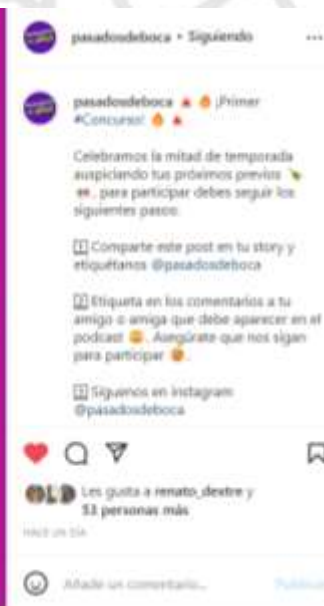 pasadosdeboca • Siguiendo
pasadosdeboca 🔺 🔥 ¡Primer
#Concurso! 🔥 🔺
Celebramos la mitad de temporada
auspiciando tus próximos previos 🍾
, para participar debes seguir los
siguientes pasos:
1️⃣ Comparte este post en tu story y
etiquétanos @pasadosdeboca
2️⃣ Etiqueta en los comentarios a tu
amigo o amiga que debe aparecer en el
podcast . Asegúrate que nos sigan
para participar .
3️⃣ Síguenos en instagram
@pasadosdeboca
Les gusta a renato_dextre y
53 personas más
HACE UN DÍA
Añade un comentario...
Publicar